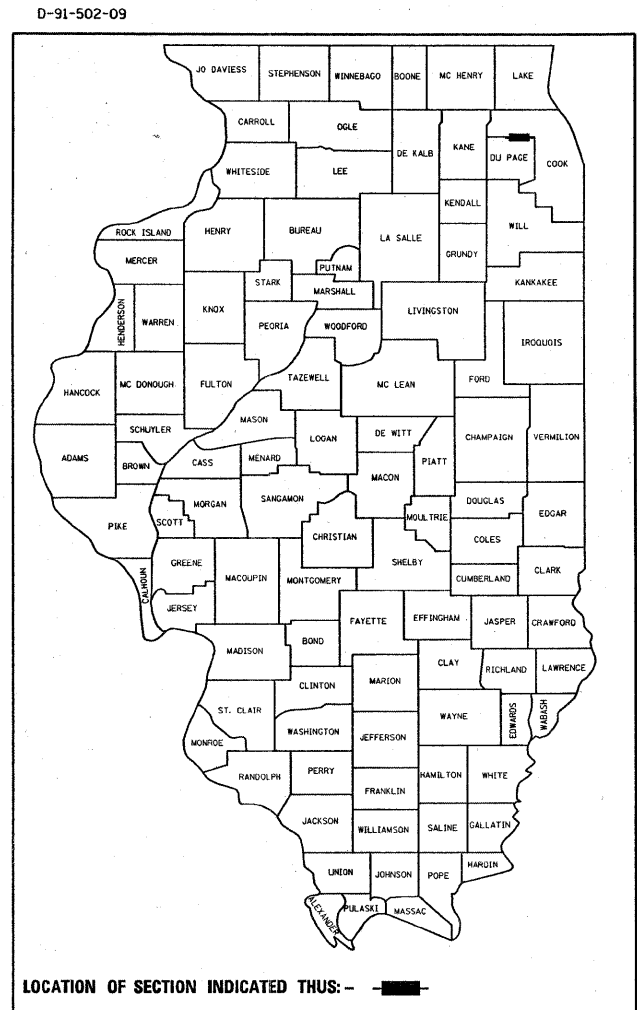 D-91-502-09
JO DAVIESS
STEPHENSON
WINNEBAGO
BOONE
MC HENRY
LAKE
CARROLL
OGLE
DE KALB
KANE
DU PAGE
COOK
WHITESIDE
LEE
KENDALL
WILL
ROCK ISLAND
HENRY
BUREAU
LA SALLE
GRUNDY
MERCER
PUTNAM
STARK
MARSHALL
KANKAKEE
HENDERSON
WARREN
KNOX
PEORIA
WOODFORD
LIVINGSTON
IROQUOIS
HANCOCK
MC DONOUGH
FULTON
TAZEWELL
MC LEAN
FORD
SCHUYLER
MASON
LOGAN
DE WITT
CHAMPAIGN
VERMILION
ADAMS
BROWN
CASS
MENARD
PIATT
MACON
PIKE
SCOTT
MORGAN
SANGAMON
CHRISTIAN
MOULTRIE
DOUGLAS
EDGAR
COLES
CALHOUN
GREENE
MACOUPIN
MONTGOMERY
SHELBY
CUMBERLAND
CLARK
JERSEY
FAYETTE
EFFINGHAM
JASPER
CRAWFORD
MADISON
BOND
CLAY
RICHLAND
LAWRENCE
CLINTON
MARION
ST. CLAIR
WAYNE
EDWARDS
WABASH
MONROE
WASHINGTON
JEFFERSON
RANDOLPH
PERRY
FRANKLIN
HAMILTON
WHITE
JACKSON
WILLIAMSON
SALINE
GALLATIN
UNION
JOHNSON
POPE
HARDIN
ALEXANDER
PULASKI
MASSAC
LOCATION OF SECTION INDICATED THUS: -